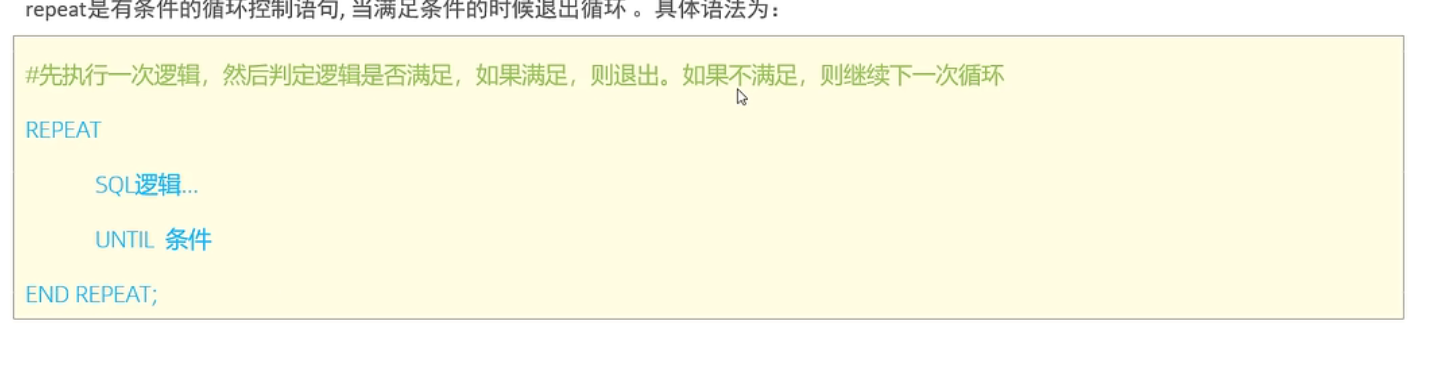 repeat是有条件的循环控制语句, 当满足条件的时候退出循环 。具体语法为：
#先执行一次逻辑，然后判定逻辑是否满足，如果满足，则退出。如果不满足，则继续下一次循环
REPEAT
SQL逻辑...
UNTIL 条件
END REPEAT;